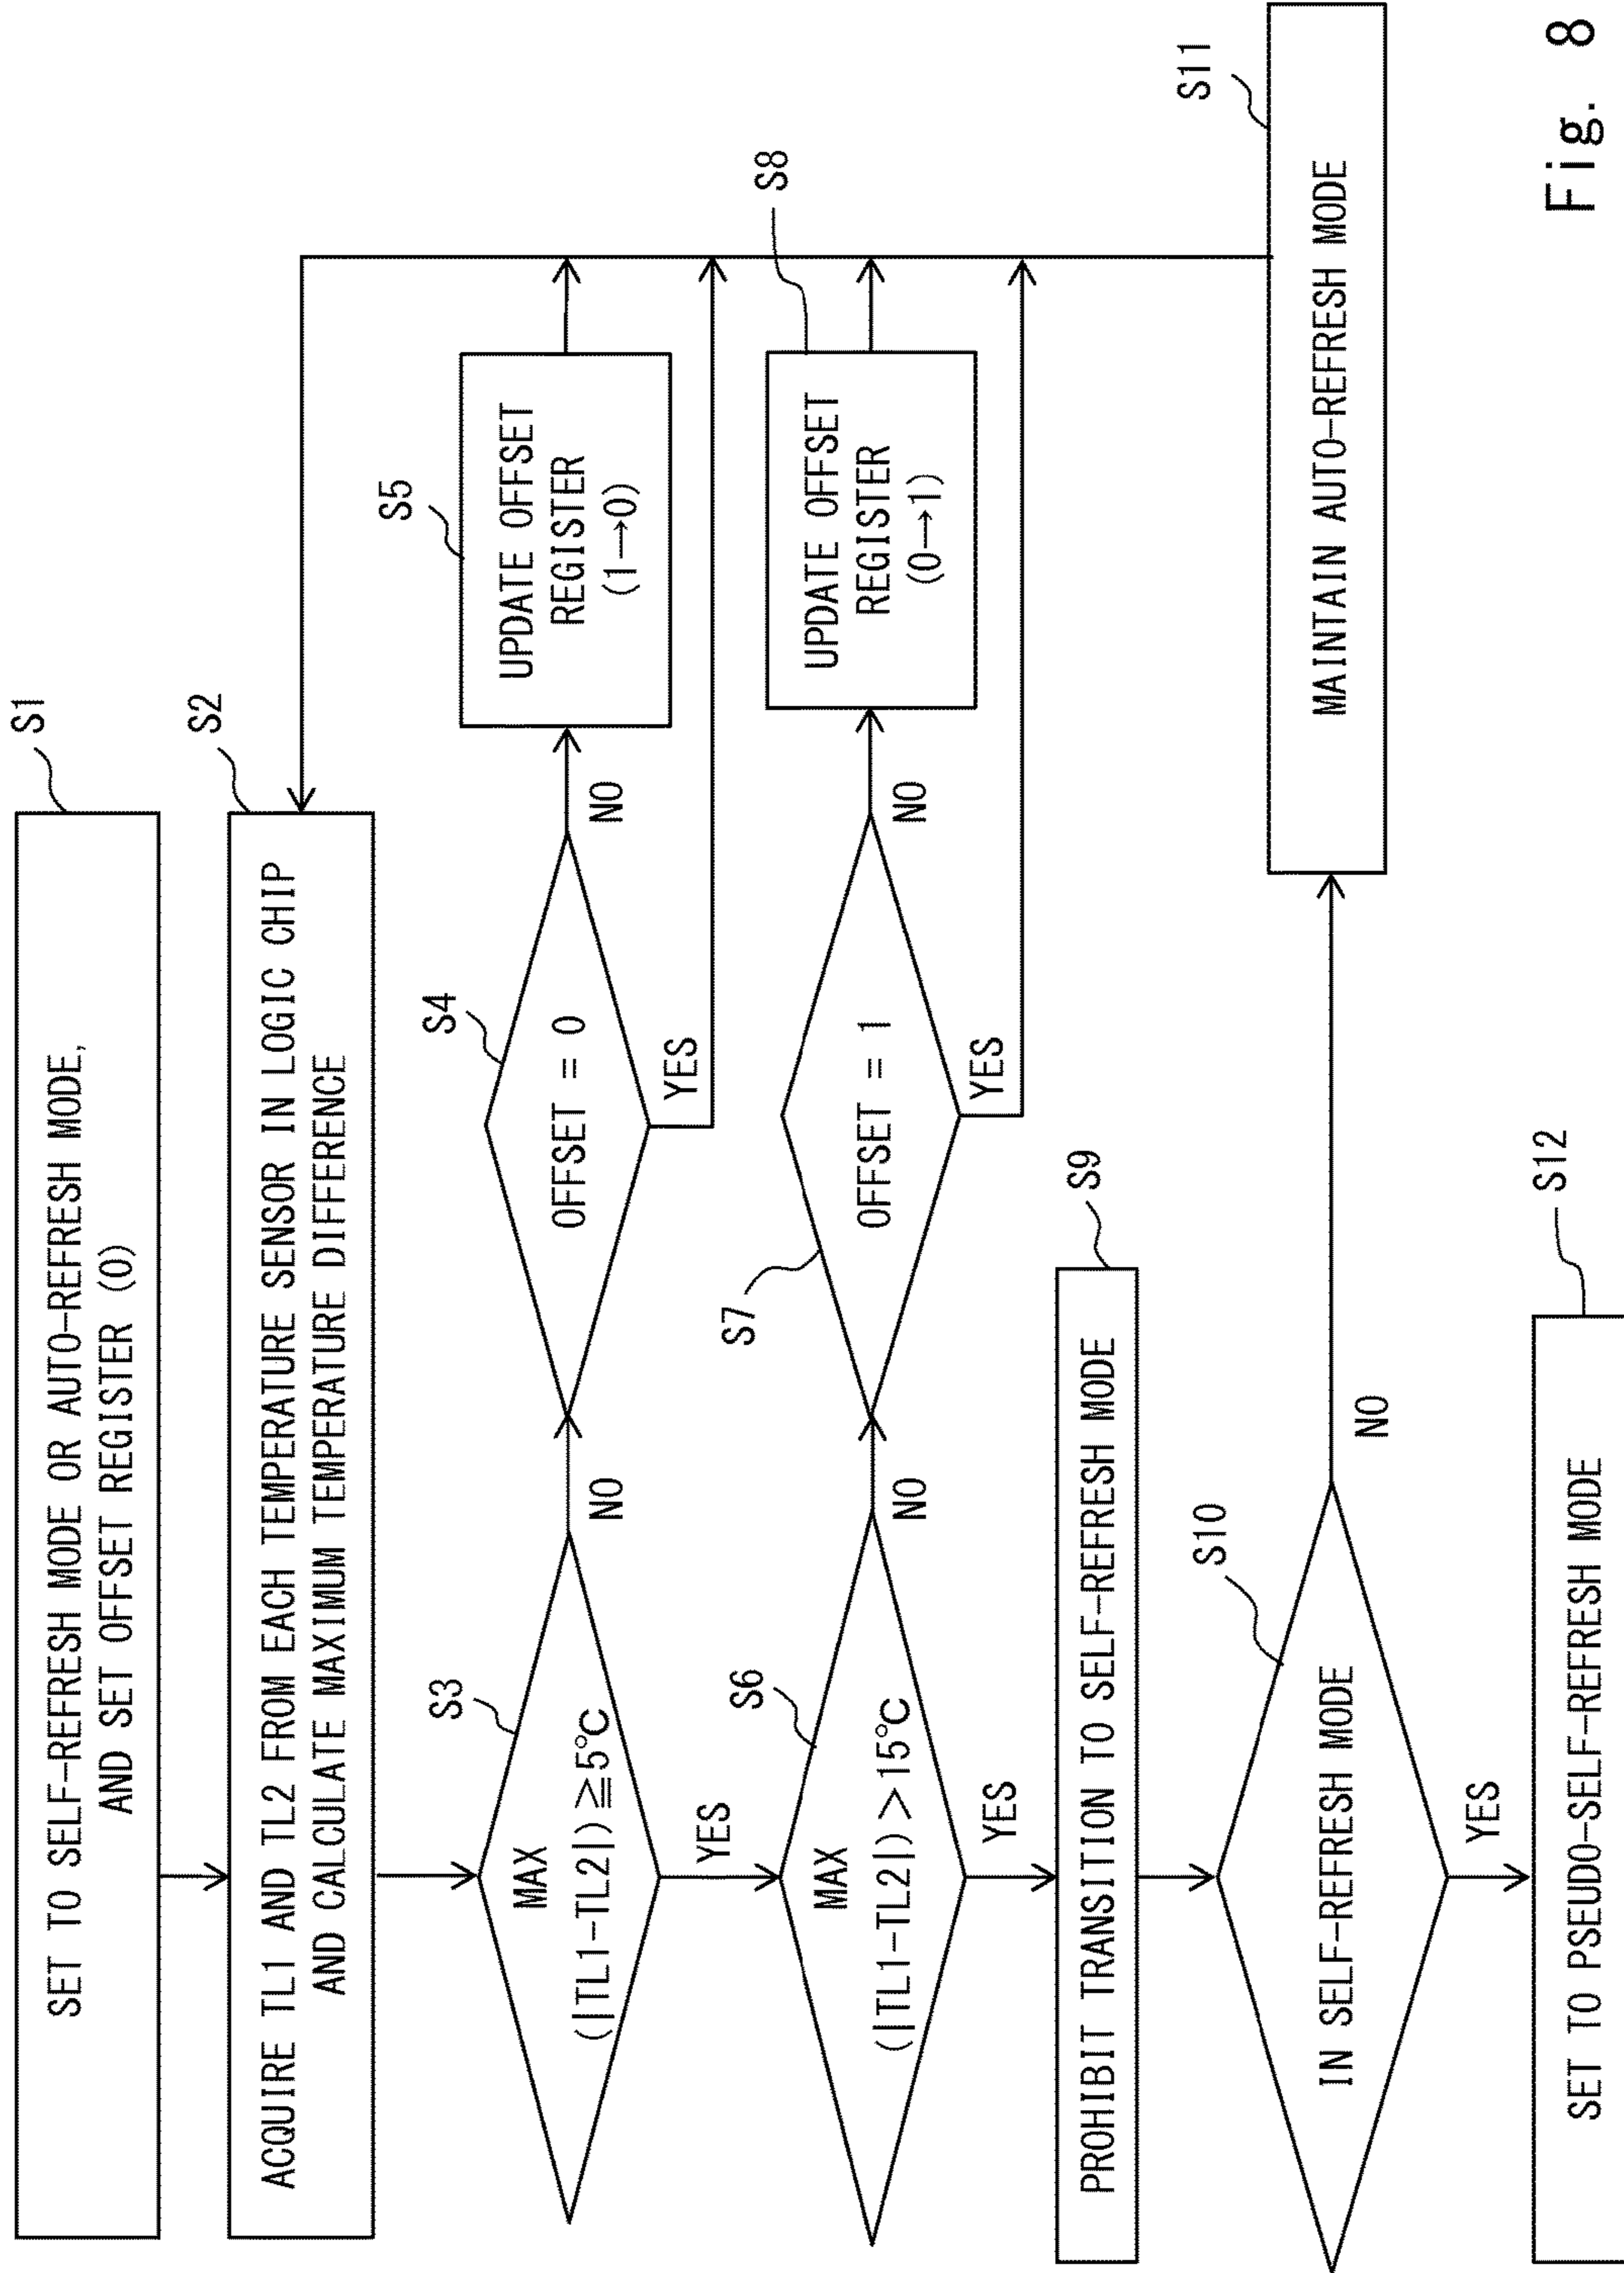 S1
SET TO SELF-REFRESH MODE OR AUTO-REFRESH MODE,
AND SET OFFSET REGISTER (0)
S2
ACQUIRE TL1 AND TL2 FROM EACH TEMPERATURE SENSOR IN LOGIC CHIP
AND CALCULATE MAXIMUM TEMPERATURE DIFFERENCE
S3
MAX
(|TL1-TL2|)≧5℃
NO
YES
S4
OFFSET = 0
NO
YES
S5
UPDATE OFFSET
REGISTER
(1→0)
S6
MAX
(|TL1-TL2|)>15℃
NO
YES
S7
OFFSET = 1
NO
YES
S8
UPDATE OFFSET
REGISTER
(0→1)
S9
PROHIBIT TRANSITION TO SELF-REFRESH MODE
S10
IN SELF-REFRESH MODE
NO
YES
S11
MAINTAIN AUTO-REFRESH MODE
S12
SET TO PSEUDO-SELF-REFRESH MODE
Fig. 8